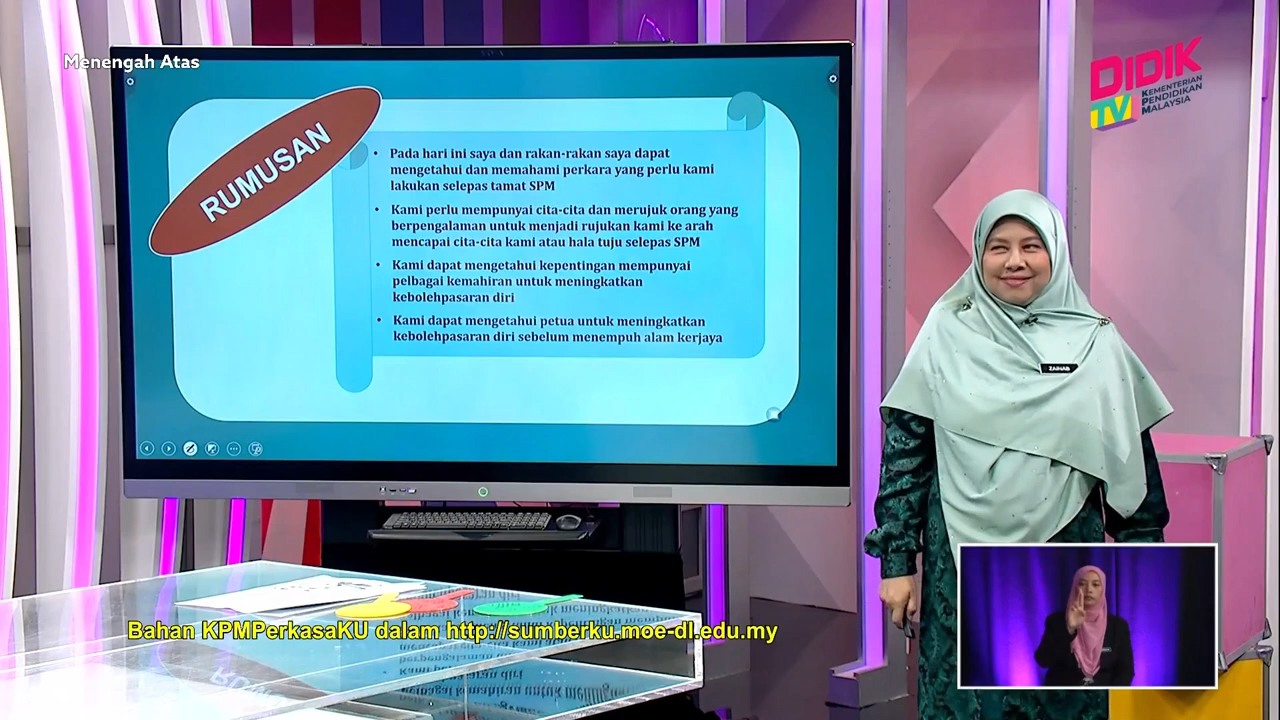 Menengah Atas
DIDIK
TV
KEMENTERIAN
PENDIDIKAN
MALAYSIA
RUMUSAN
• Pada hari ini saya dan rakan-rakan saya dapat
mengetahui dan memahami perkara yang perlu kami
lakukan selepas tamat SPM
• Kami perlu mempunyai cita-cita dan merujuk orang yang
berpengalaman untuk menjadi rujukan kami ke arah
mencapai cita-cita kami atau hala tuju selepas SPM
• Kami dapat mengetahui kepentingan mempunyai
pelbagai kemahiran untuk meningkatkan
kebolehpasaran diri
• Kami dapat mengetahui petua untuk meningkatkan
kebolehpasaran diri sebelum menempuh alam kerjaya
ZAINAB
Bahan KPMPerkasaKU dalam http://sumberku.moe-dl.edu.my